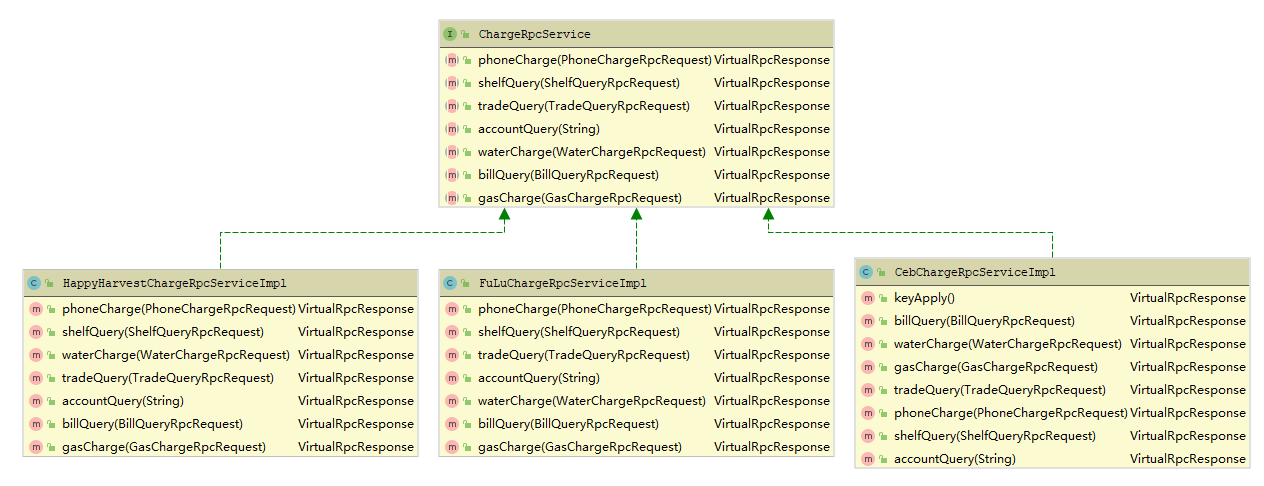 ChargeRpcService
phoneCharge(PhoneChargeRpcRequest) VirtualRpcResponse
shelfQuery(ShelfQueryRpcRequest) VirtualRpcResponse
tradeQuery(TradeQueryRpcRequest) VirtualRpcResponse
accountQuery(String) VirtualRpcResponse
waterCharge(WaterChargeRpcRequest) VirtualRpcResponse
billQuery(BillQueryRpcRequest) VirtualRpcResponse
gasCharge(GasChargeRpcRequest) VirtualRpcResponse
HappyHarvestChargeRpcServiceImpl
phoneCharge(PhoneChargeRpcRequest) VirtualRpcResponse
shelfQuery(ShelfQueryRpcRequest) VirtualRpcResponse
waterCharge(WaterChargeRpcRequest) VirtualRpcResponse
tradeQuery(TradeQueryRpcRequest) VirtualRpcResponse
accountQuery(String) VirtualRpcResponse
billQuery(BillQueryRpcRequest) VirtualRpcResponse
gasCharge(GasChargeRpcRequest) VirtualRpcResponse
FuLuChargeRpcServiceImpl
phoneCharge(PhoneChargeRpcRequest) VirtualRpcResponse
shelfQuery(ShelfQueryRpcRequest) VirtualRpcResponse
tradeQuery(TradeQueryRpcRequest) VirtualRpcResponse
accountQuery(String) VirtualRpcResponse
waterCharge(WaterChargeRpcRequest) VirtualRpcResponse
billQuery(BillQueryRpcRequest) VirtualRpcResponse
gasCharge(GasChargeRpcRequest) VirtualRpcResponse
CebChargeRpcServiceImpl
keyApply() VirtualRpcResponse
billQuery(BillQueryRpcRequest) VirtualRpcResponse
waterCharge(WaterChargeRpcRequest) VirtualRpcResponse
gasCharge(GasChargeRpcRequest) VirtualRpcResponse
tradeQuery(TradeQueryRpcRequest) VirtualRpcResponse
phoneCharge(PhoneChargeRpcRequest) VirtualRpcResponse
shelfQuery(ShelfQueryRpcRequest) VirtualRpcResponse
accountQuery(String) VirtualRpcResponse